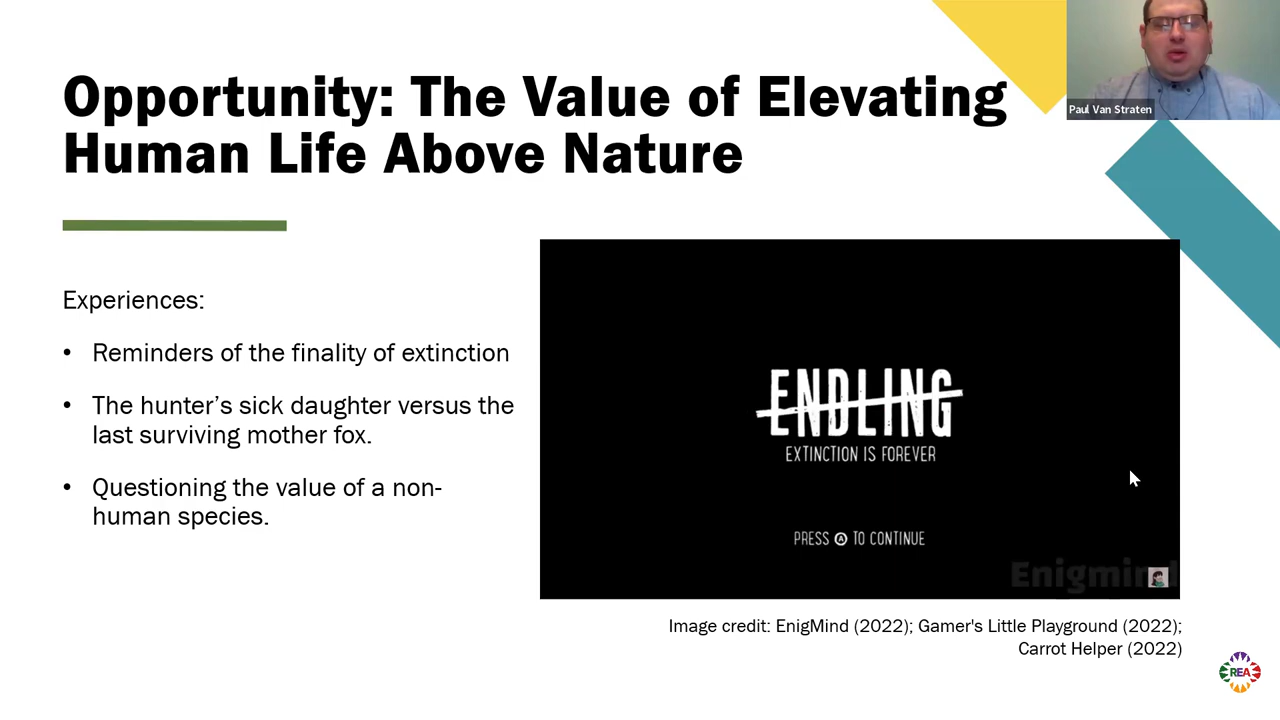 Opportunity: The Value of Elevating
Human Life Above Nature
Paul Van Straten
Experiences:
• Reminders of the finality of extinction
• The hunter’s sick daughter versus the
last surviving mother fox.
• Questioning the value of a non-
human species.
ENDLING
EXTINCTION IS FOREVER
PRESS A TO CONTINUE
Enigmind
Image credit: EnigMind (2022); Gamer's Little Playground (2022);
Carrot Helper (2022)
REA